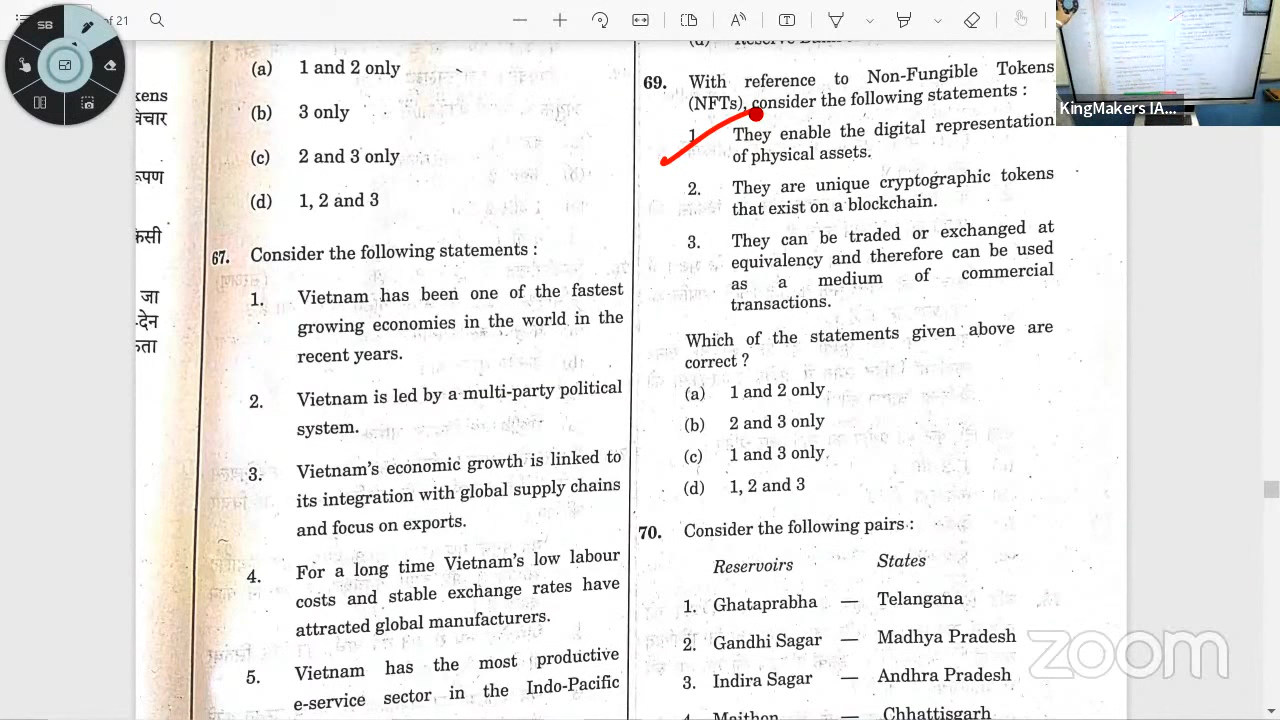 of 21
KingMakers IA...
SB
केसी
जा
(a) 1 and 2 only
(b) 3 only
(c) 2 and 3 only
(d) 1, 2 and 3
67. Consider the following statements :
1. Vietnam has been one of the fastest
growing economies in the world in the
recent years.
2. Vietnam is led by a multi-party political
system.
3. Vietnam's economic growth is linked to
its integration with global supply chains
and focus on exports.
4. For a long time Vietnam's low labour
costs and stable exchange rates have
attracted global manufacturers.
5. Vietnam has the most productive
e-service sector in the Indo-Pacific
69. With reference to Non-Fungible Tokens
(NFTs), consider the following statements :
1. They enable the digital representation
of physical assets.
2. They are unique cryptographic tokens
that exist on a blockchain.
3. They can be traded or exchanged at
equivalency and therefore can be used
as a medium of commercial
transactions.
Which of the statements given above are
correct ?
(a) 1 and 2 only
(b) 2 and 3 only
(c) 1 and 3 only
(d) 1, 2 and 3
70. Consider the following pairs :
Reservoirs States
1. Ghataprabha — Telangana
2. Gandhi Sagar — Madhya Pradesh
3. Indira Sagar — Andhra Pradesh
4. Maithon — Chhattisgarh
zoom